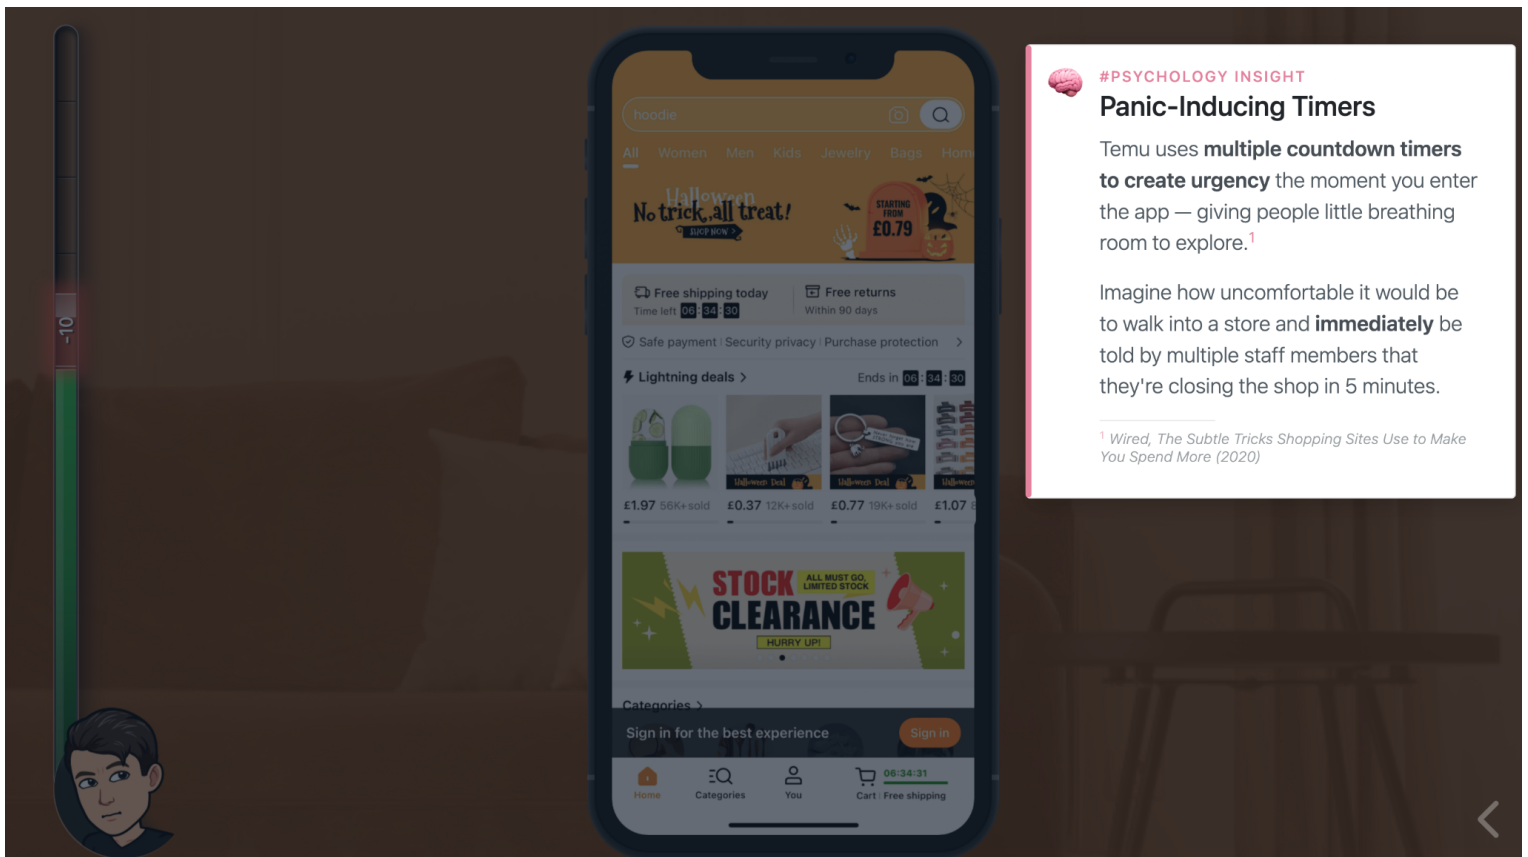 #PSYCHOLOGY INSIGHT
Panic-Inducing Timers
Temu uses multiple countdown timers
to create urgency the moment you enter
the app — giving people little breathing
room to explore.1
Imagine how uncomfortable it would be
to walk into a store and immediately be
told by multiple staff members that
they're closing the shop in 5 minutes.
1 Wired, The Subtle Tricks Shopping Sites Use to Make
You Spend More (2020)
-10
hoodie
All Women Men Kids Jewelry Bags Hom
Halloween
No trick, all treat!
SHOP NOW
STARTING
FROM
£0.79
Free shipping today
Time left 06:34:30
Free returns
Within 90 days
Safe payment | Security privacy | Purchase protection
Lightning deals Ends in 06:34:30
Halloween Deal Halloween Deal
£1.97 56K+ sold £0.37 12K+ sold £0.77 19K+ sold £1.07 8
STOCK
CLEARANCE
ALL MUST GO,
LIMITED STOCK
HURRY UP!
Categories
Sign in for the best experience Sign in
06:34:31
Home Categories You Cart | Free shipping